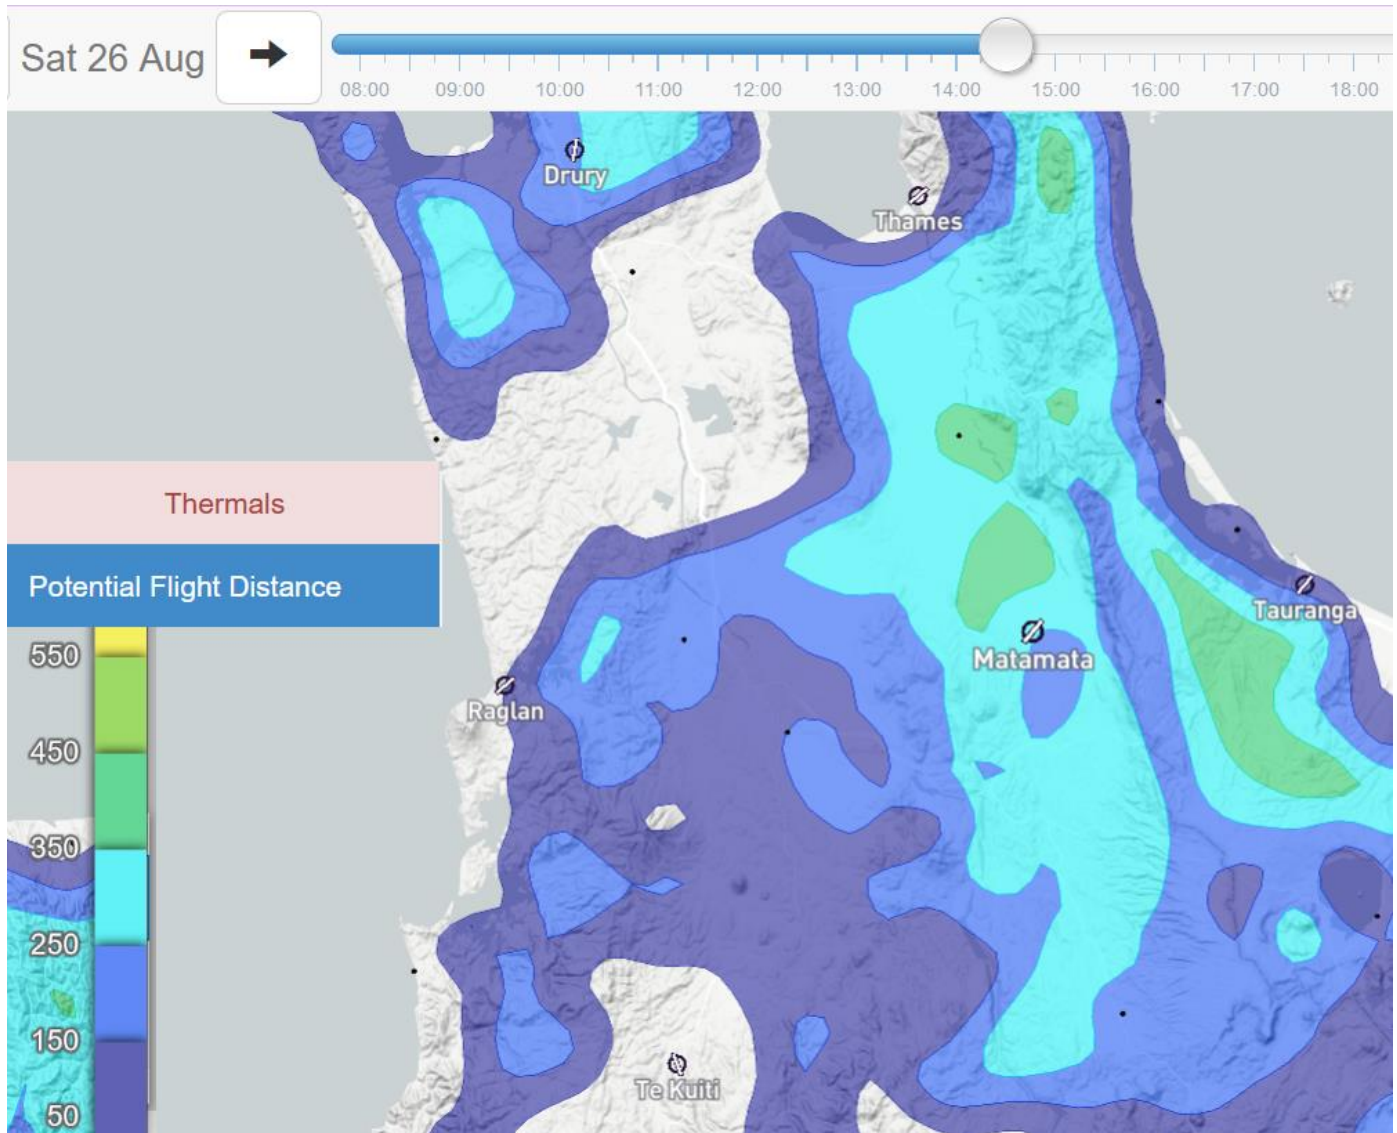 Sat 26 Aug
08:00 09:00 10:00 11:00 12:00 13:00 14:00 15:00 16:00 17:00 18:00
Drury
Thames
Thermals
Potential Flight Distance
Tauranga
550
Matamata
Raglan
450
350
250
150
Te Kuiti
50